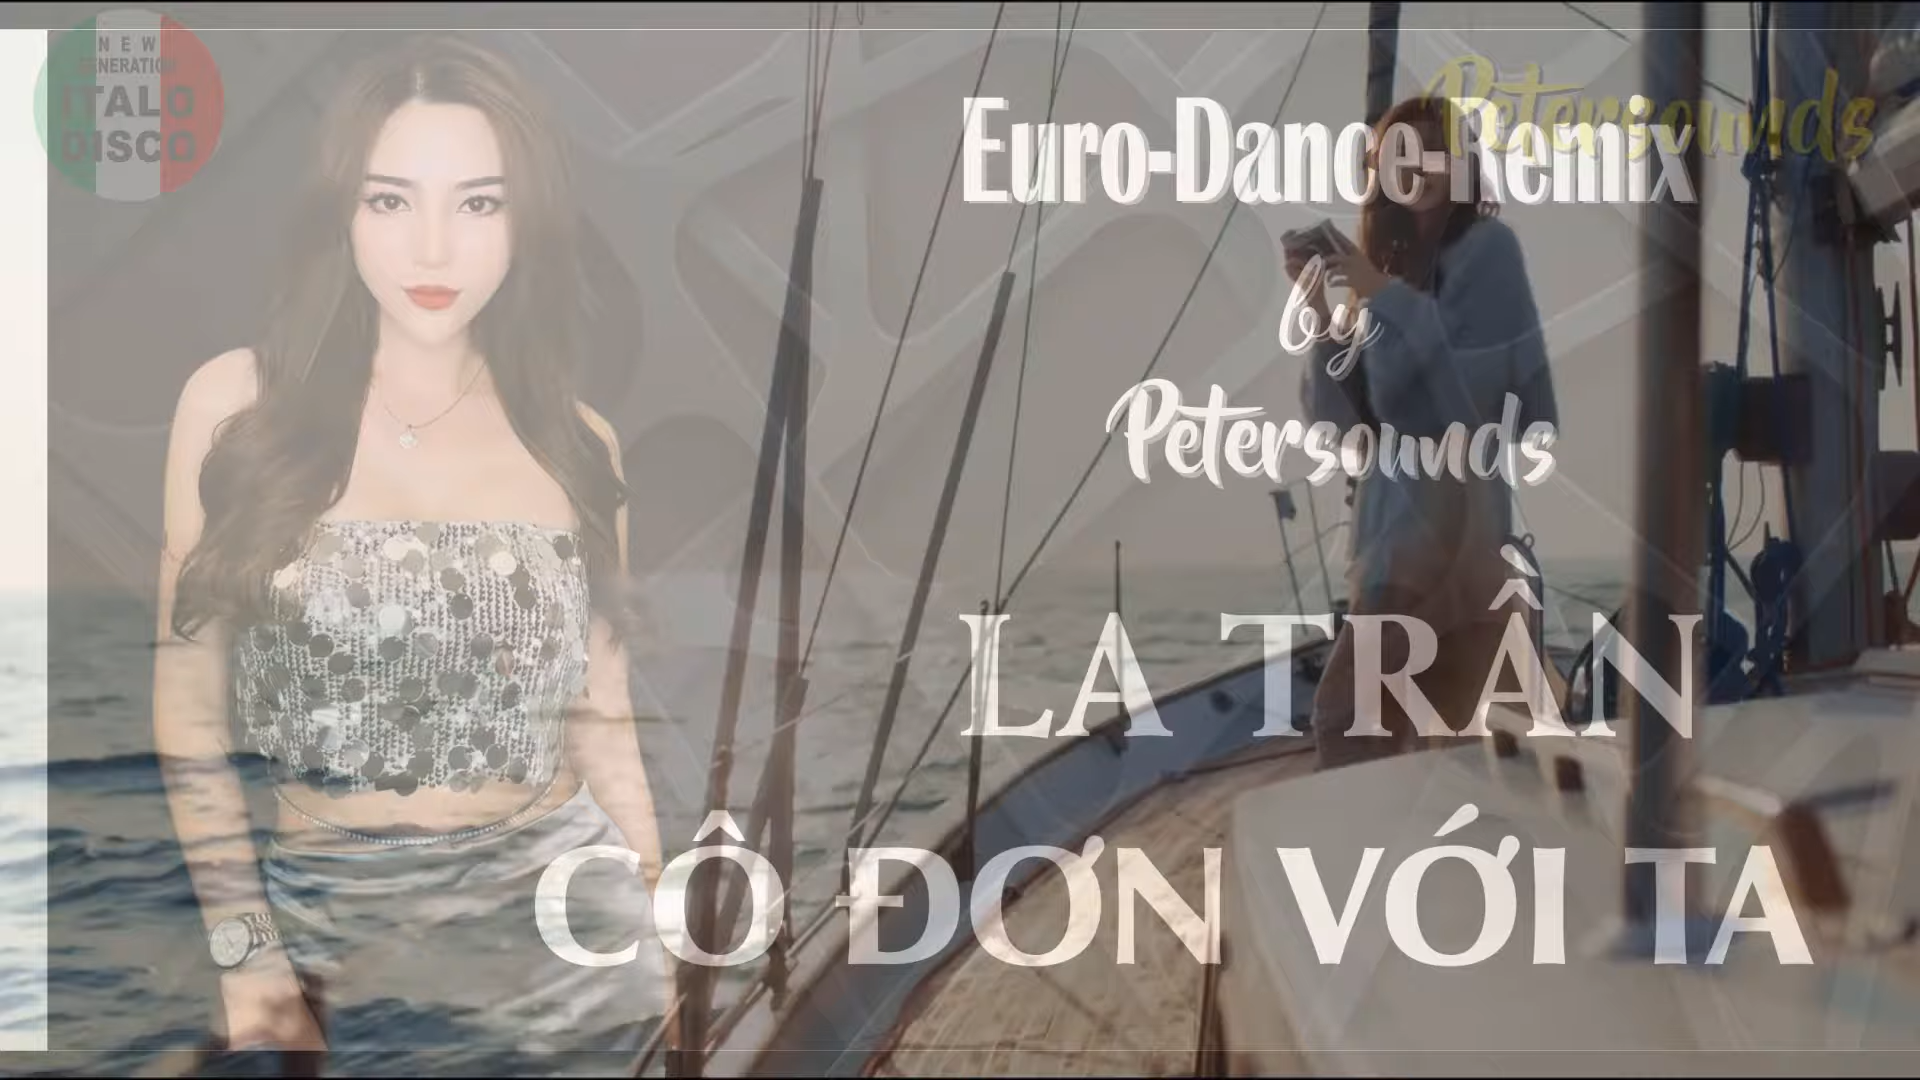 NEW
GENERATION
ITALO
DISCO
Petersounds
Euro-Dance-Remix
by
Petersounds
LA TRẦN
CÔ ĐƠN VỚI TA